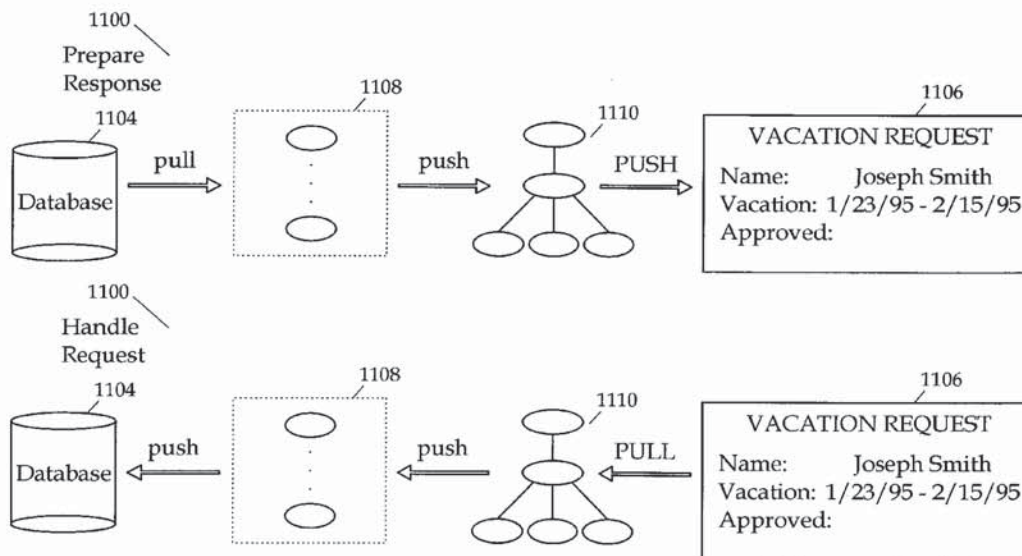 1100
Prepare
Response
1104
Database
pull
1108
push
1110
PUSH
1106
VACATION REQUEST
Name: Joseph Smith
Vacation: 1/23/95 - 2/15/95
Approved:
1100
Handle
Request
1104
Database
push
1108
push
1110
PULL
1106
VACATION REQUEST
Name: Joseph Smith
Vacation: 1/23/95 - 2/15/95
Approved: